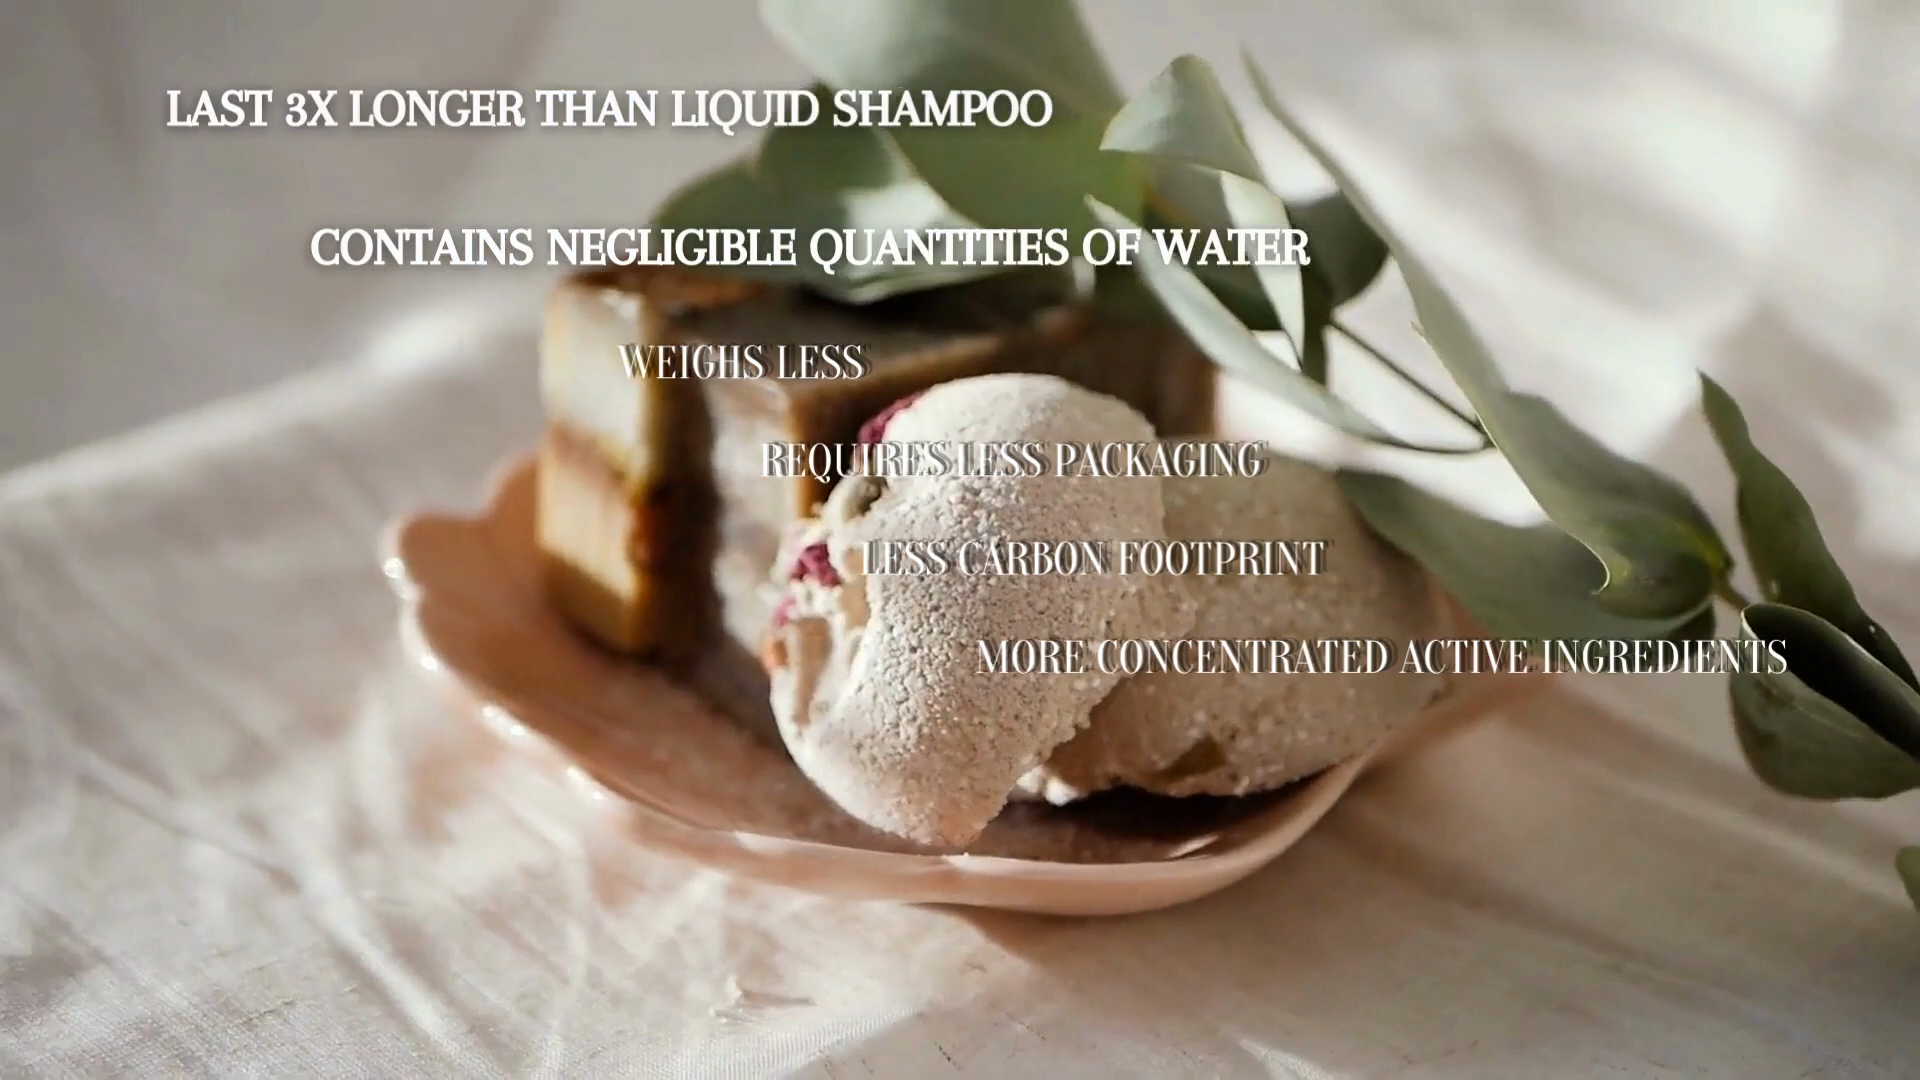 LAST 3X LONGER THAN LIQUID SHAMPOO
CONTAINS NEGLIGIBLE QUANTITIES OF WATER
WEIGHS LESS
REQUIRES LESS PACKAGING
LESS CARBON FOOTPRINT
MORE CONCENTRATED ACTIVE INGREDIENTS